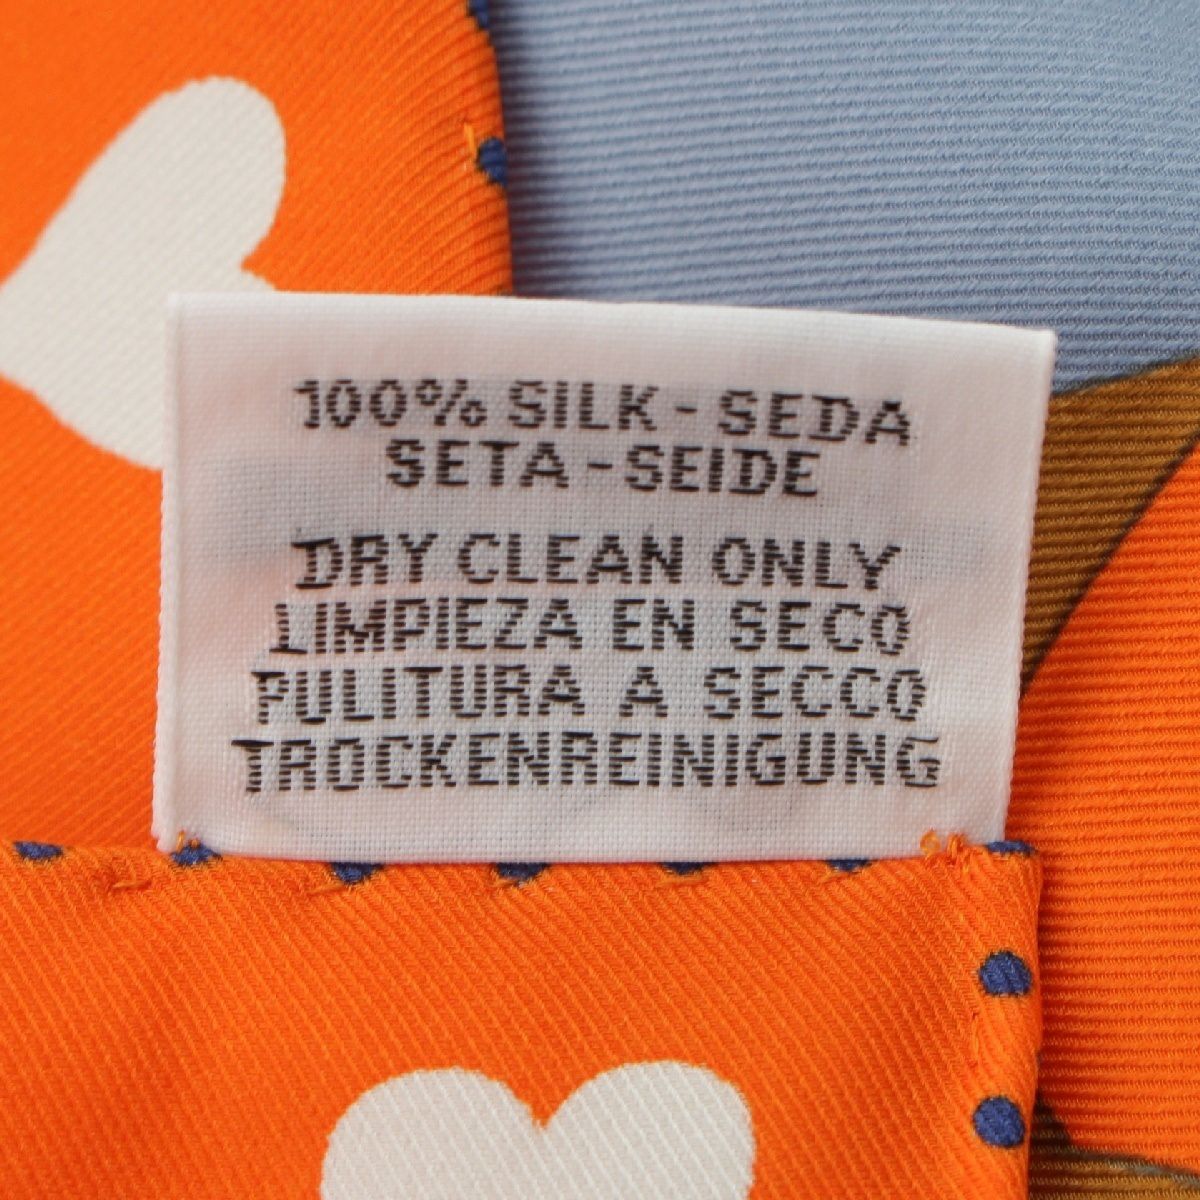 100% SILK - SEDA
SETA - SEIDE
DRY CLEAN ONLY
LIMPIEZA EN SECO
PULITURA A SECCO
TROCKENREINIGUNG